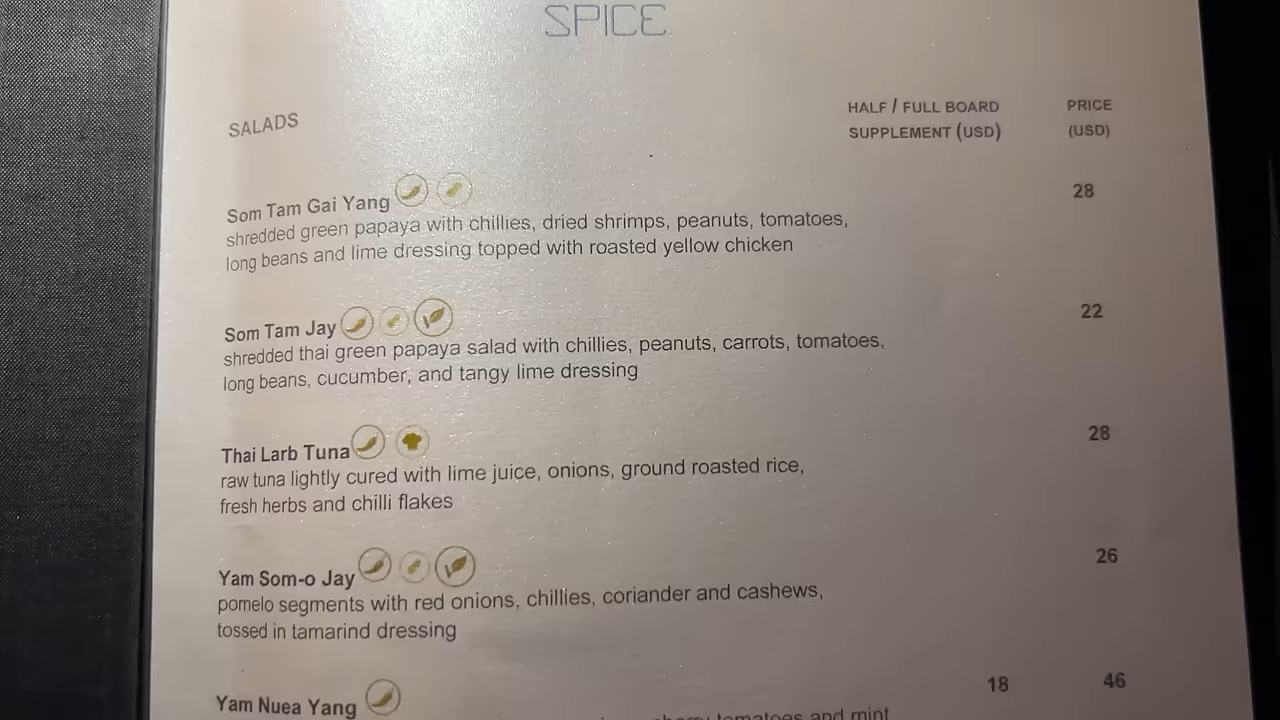 SPICE
SALADS
HALF / FULL BOARD
SUPPLEMENT (USD)
PRICE
(USD)
Som Tam Gai Yang
28
shredded green papaya with chillies, dried shrimps, peanuts, tomatoes,
long beans and lime dressing topped with roasted yellow chicken
Som Tam Jay
22
shredded thai green papaya salad with chillies, peanuts, carrots, tomatoes,
long beans, cucumber, and tangy lime dressing
Thai Larb Tuna
28
raw tuna lightly cured with lime juice, onions, ground roasted rice,
fresh herbs and chilli flakes
Yam Som-o Jay
26
pomelo segments with red onions, chillies, coriander and cashews,
tossed in tamarind dressing
Yam Nuea Yang
18 46
tomatoes and mint